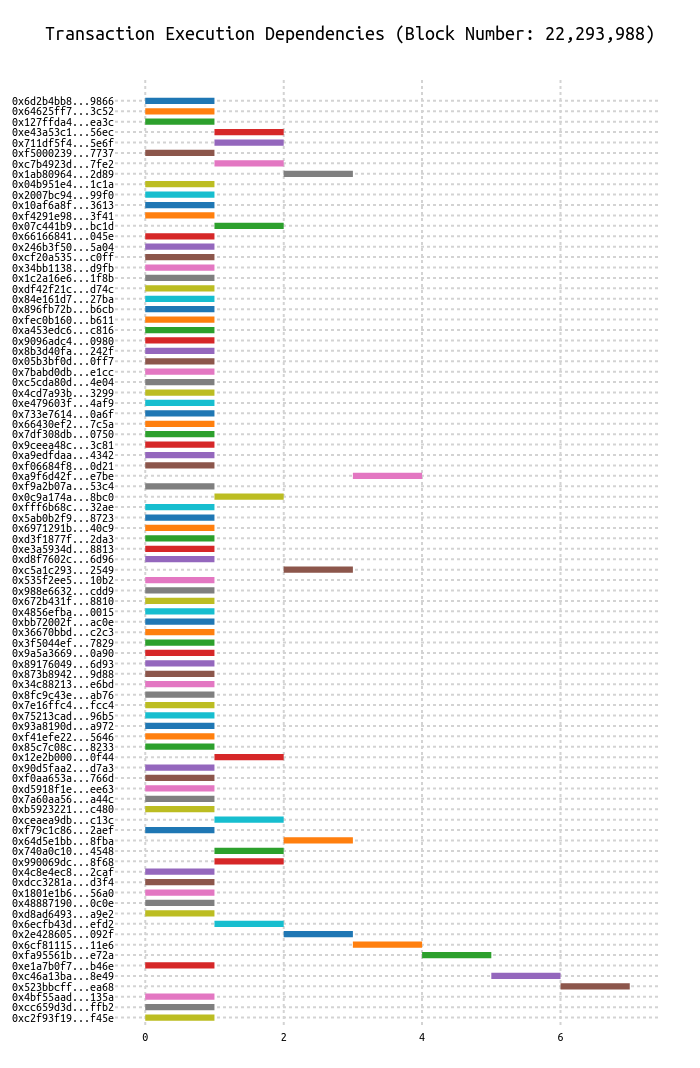 Transaction Execution Dependencies (Block Number: 22,293,988)
0x6d2b4bb8...9866
0x64625ff7...3c52
0x127ffda4...ea3c
0xe43a53c1...56ec
0x711df5f4...5e6f
0xf5000239...7737
0xc7b4923d...7fe2
0x1ab80964...2d89
0x04b951e4...1c1a
0x2007bc94...99f0
0x10af6a8f...3613
0xf4291e98...3f41
0x07c441b9...bc1d
0x66166841...045e
0x246b3f50...5a04
0xcf20a535...c0ff
0x34bb1138...d9fb
0x1c2a16e6...1f8b
0xdf42f21c...d74c
0x84e161d7...27ba
0x896fb72b...b6cb
0xfec0b160...b611
0xa453edc6...c816
0x9096adc4...0980
0x8b3d40fa...242f
0x05b3bf0d...0ff7
0x7babd0db...e1cc
0xc5cda80d...4e04
0x4cd7a93b...3299
0xe479603f...4af9
0x733e7614...0a6f
0x66430ef2...7c5a
0x7df308db...0750
0x9ceea48c...3c81
0xa9edfdaa...4342
0xf06684f8...0d21
0xa9f6d42f...e7be
0xf9a2b07a...53c4
0x0c9a174a...8bc0
0xfff6b68c...32ae
0x5ab0b2f9...8723
0x6971291b...40c9
0xd3f1877f...2da3
0xe3a5934d...8813
0xd8f7602c...6d96
0xc5a1c293...2549
0x535f2ee5...10b2
0x988e6632...cdd9
0x672b431f...8810
0x4856efba...0015
0xbb72002f...ac0e
0x36670bbd...c2c3
0x3f5044ef...7829
0x9a5a3669...0a90
0x89176049...6d93
0x873b8942...9d88
0x34c88213...e6bd
0x8fc9c43e...ab76
0x7e16ffc4...fcc4
0x75213cad...96b5
0x93a8190d...a972
0xf41efe22...5646
0x85c7c08c...8233
0x12e2b000...0f44
0x90d5faa2...d7a3
0xf0aa653a...766d
0xd5918f1e...ee63
0x7a60aa56...a44c
0xb5923221...c480
0xceaea9db...c13c
0xf79c1c86...2aef
0x64d5e1bb...8fba
0x740a0c10...4548
0x990069dc...8f68
0x4c8e4ec8...2caf
0xdcc3281a...d3f4
0x1801e1b6...56a0
0x48887190...0c0e
0xd8ad6493...a9e2
0x6ecfb43d...efd2
0x2e428605...092f
0x6cf81115...11e6
0xfa95561b...e72a
0xe1a7b0f7...b46e
0xc46a13ba...8e49
0x523bbcff...ea68
0x4bf55aad...135a
0xcc659d3d...ffb2
0xc2f93f19...f45e
0 2 4 6